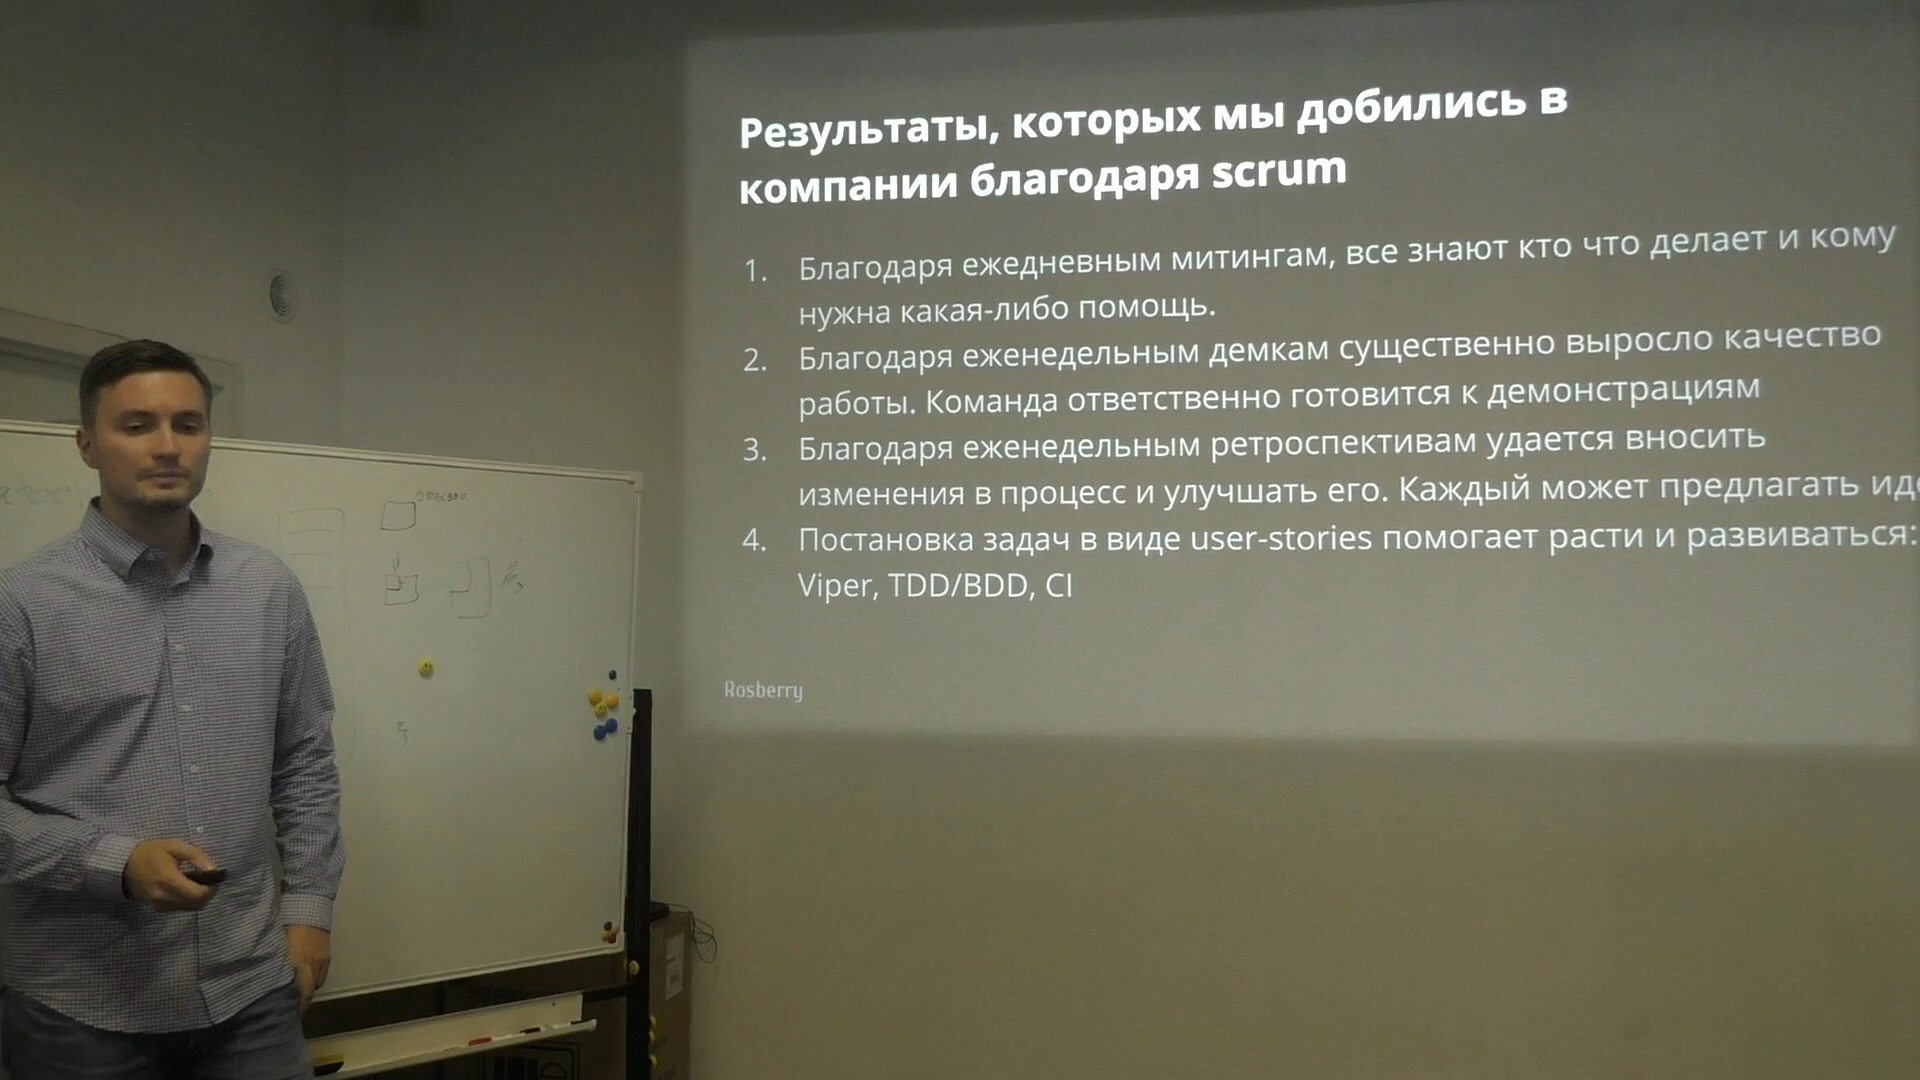 Результаты, которых мы добились в
компании благодаря scrum
1. Благодаря ежедневным митингам, все знают кто что делает и кому
нужна какая-либо помощь.
2. Благодаря еженедельным демкам существенно выросло качество
работы. Команда ответственно готовится к демонстрациям
3. Благодаря еженедельным ретроспективам удается вносить
изменения в процесс и улучшать его. Каждый может предлагать
4. Постановка задач в виде user-stories помогает расти и развиваться:
Viper, TDD/BDD, CI
Rosberry